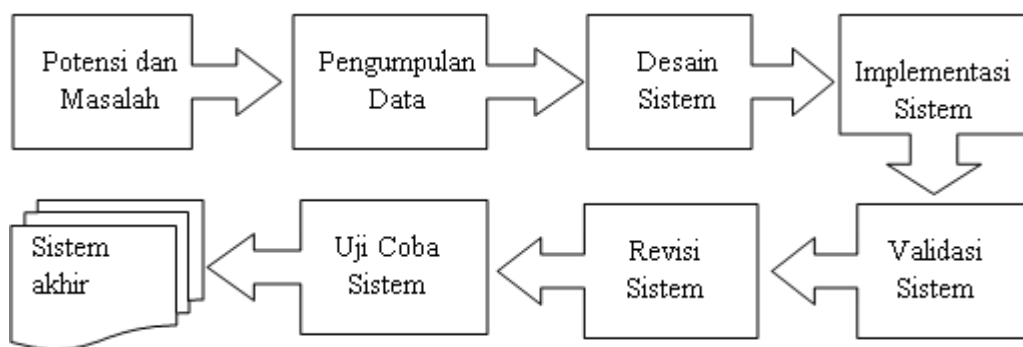 Potensi dan
Masalah
Pengumpulan
Data
Desain
Sistem
Implementasi
Sistem
Validasi
Sistem
Revisi
Sistem
Uji Coba
Sistem
Sistem
akhir